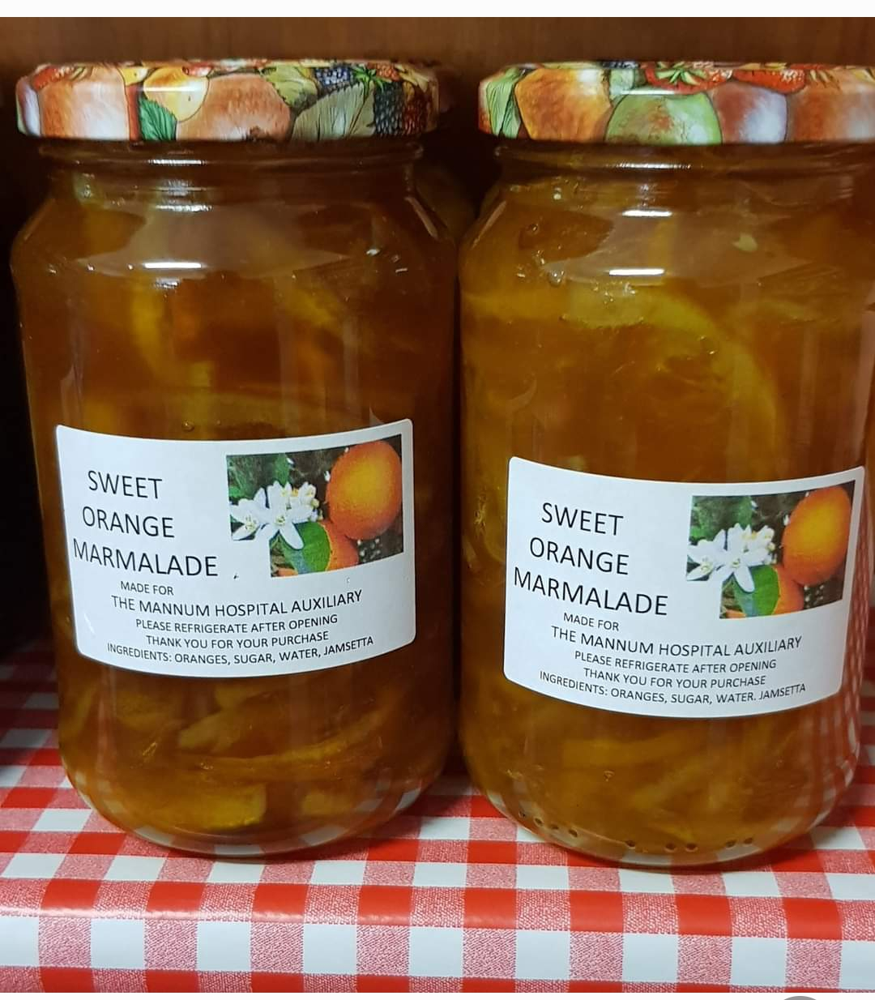 SWEET
ORANGE
MARMALADE
MADE FOR
THE MANNUM HOSPITAL AUXILIARY
PLEASE REFRIGERATE AFTER OPENING
THANK YOU FOR YOUR PURCHASE
INGREDIENTS: ORANGES, SUGAR, WATER, JAMSETTA
SWEET
ORANGE
MARMALADE
MADE FOR
THE MANNUM HOSPITAL AUXILIARY
PLEASE REFRIGERATE AFTER OPENING
THANK YOU FOR YOUR PURCHASE
INGREDIENTS: ORANGES, SUGAR, WATER. JAMSETTA